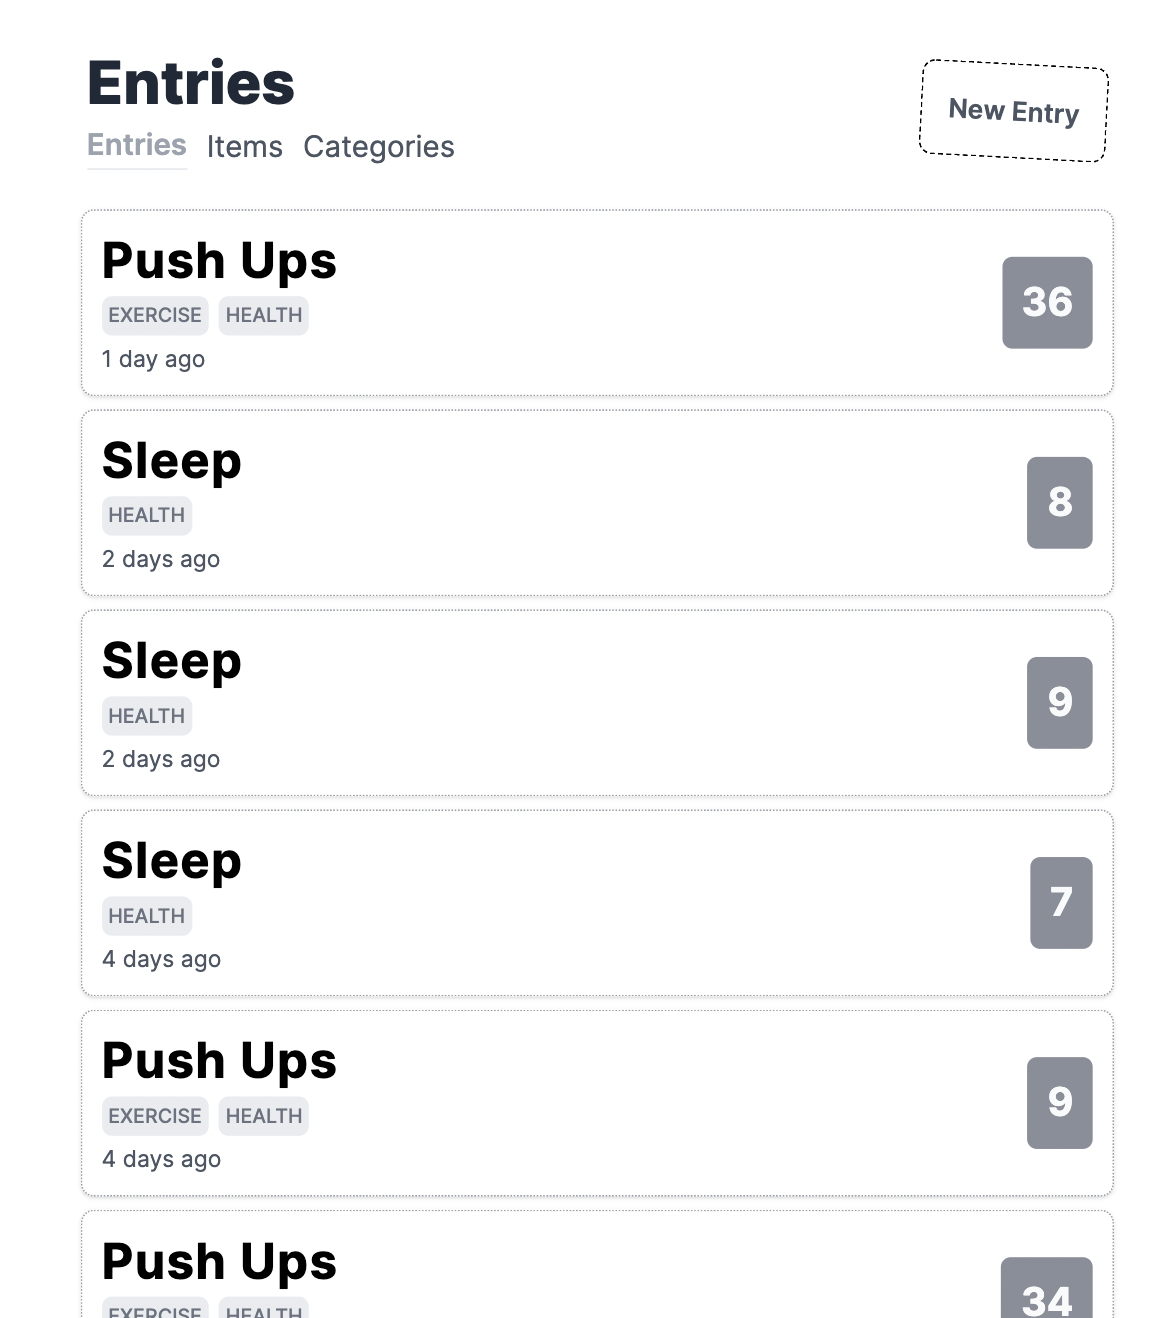 Entries
Entries Items Categories
New Entry
Push Ups
EXERCISE HEALTH
1 day ago
36
Sleep
HEALTH
2 days ago
8
Sleep
HEALTH
2 days ago
9
Sleep
HEALTH
4 days ago
7
Push Ups
EXERCISE HEALTH
4 days ago
9
Push Ups
EXERCISE HEALTH
34